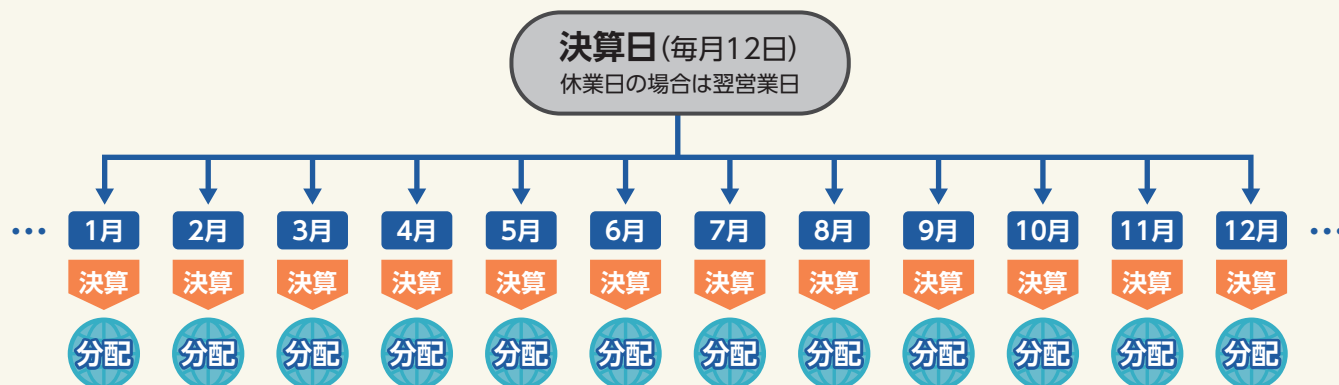 決算日(毎月12日)
休業日の場合は翌営業日
… 1月 2月 3月 4月 5月 6月 7月 8月 9月 10月 11月 12月 …
決算 決算 決算 決算 決算 決算 決算 決算 決算 決算 決算 決算
分配 分配 分配 分配 分配 分配 分配 分配 分配 分配 分配 分配